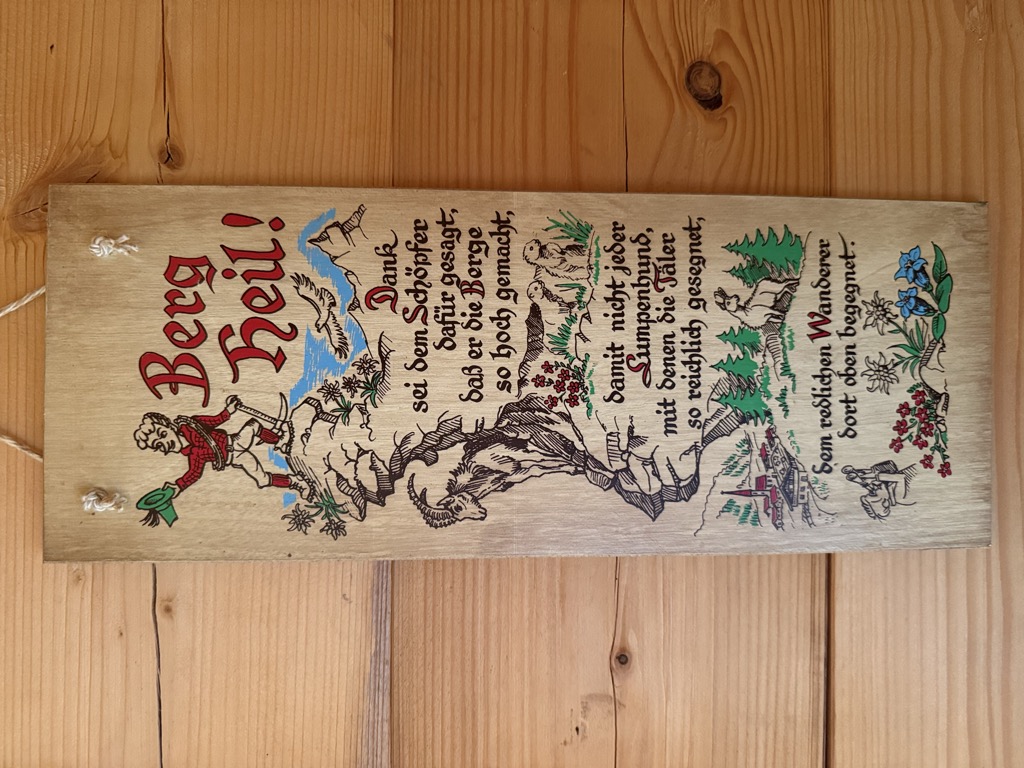 Berg
Heil!
Dank
sei dem Schöpfer
dafür gesagt,
daß er die Berge
so hoch gemacht,
damit nicht jeder
Lumpenhund,
mit denen die Täler
so reichlich gesegnet,
dem redlichen Wanderer
dort oben begegnet.